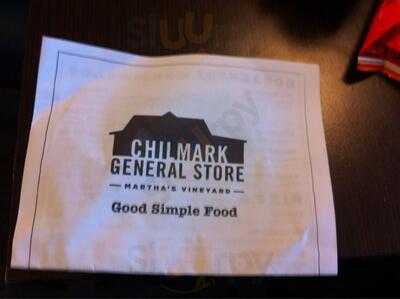 CHILMARK
GENERAL STORE
MARTHA'S VINEYARD
Good Simple Food